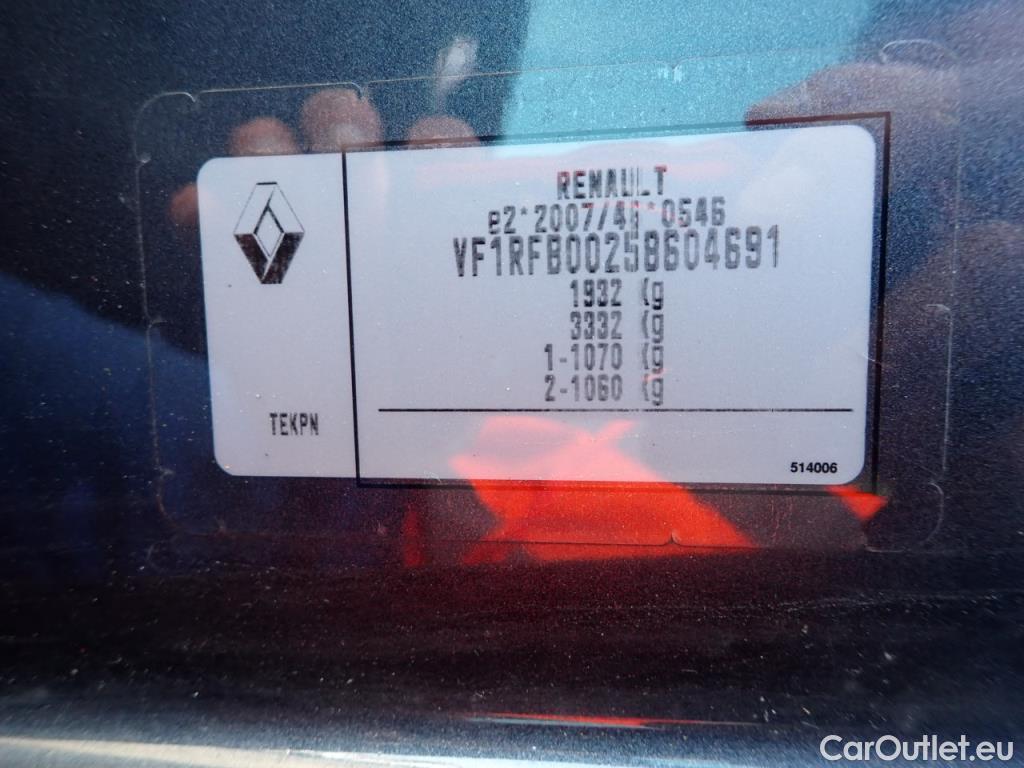 RENAULT
e2*2007/46*0546
VF1RFB00258604691
1932 Kg
3332 Kg
1-1070 Kg
2-1060 Kg
TEKPN
514006
CarOutlet.eu